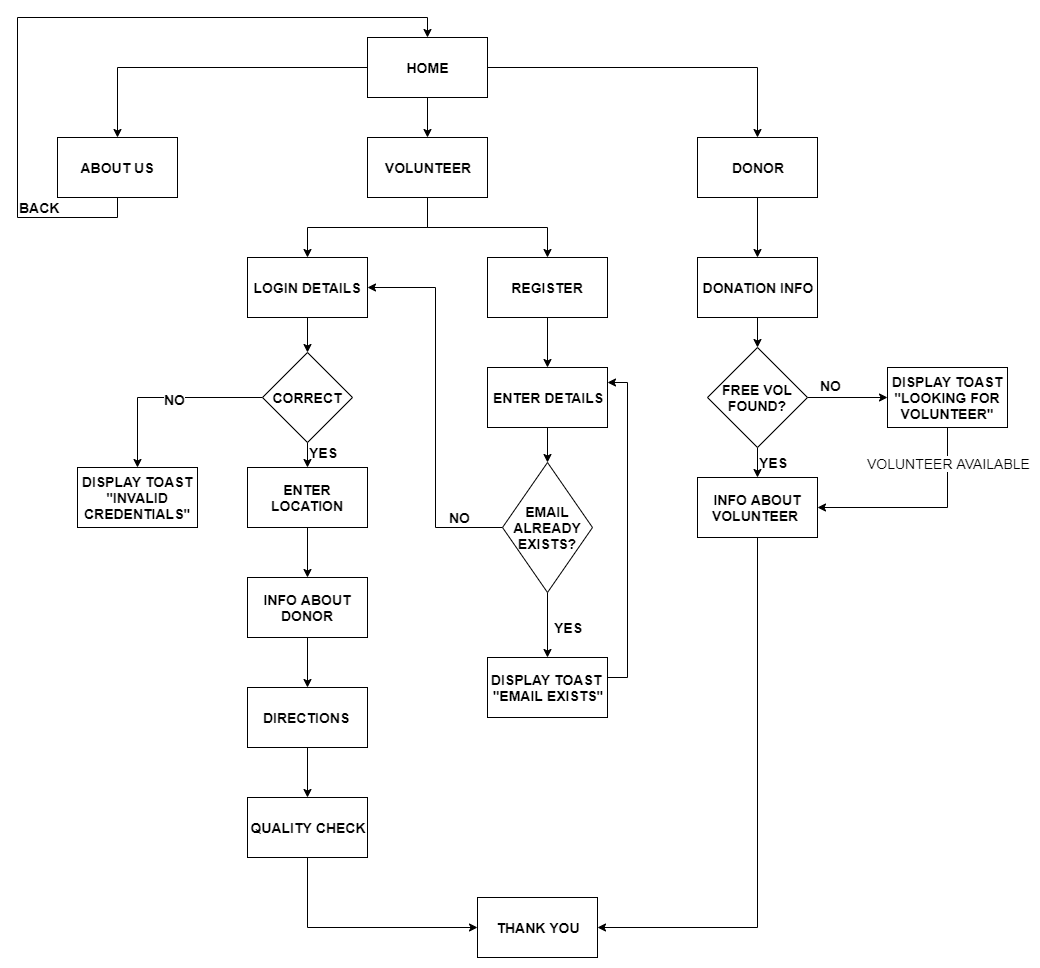 HOME
ABOUT US
VOLUNTEER
DONOR
BACK
LOGIN DETAILS
REGISTER
DONATION INFO
CORRECT
NO
YES
DISPLAY TOAST
"INVALID
CREDENTIALS"
ENTER
LOCATION
INFO ABOUT
DONOR
DIRECTIONS
QUALITY CHECK
ENTER DETAILS
EMAIL
ALREADY
EXISTS?
NO
YES
DISPLAY TOAST
"EMAIL EXISTS"
FREE VOL
FOUND?
NO
YES
DISPLAY TOAST
"LOOKING FOR
VOLUNTEER"
VOLUNTEER AVAILABLE
INFO ABOUT
VOLUNTEER
THANK YOU